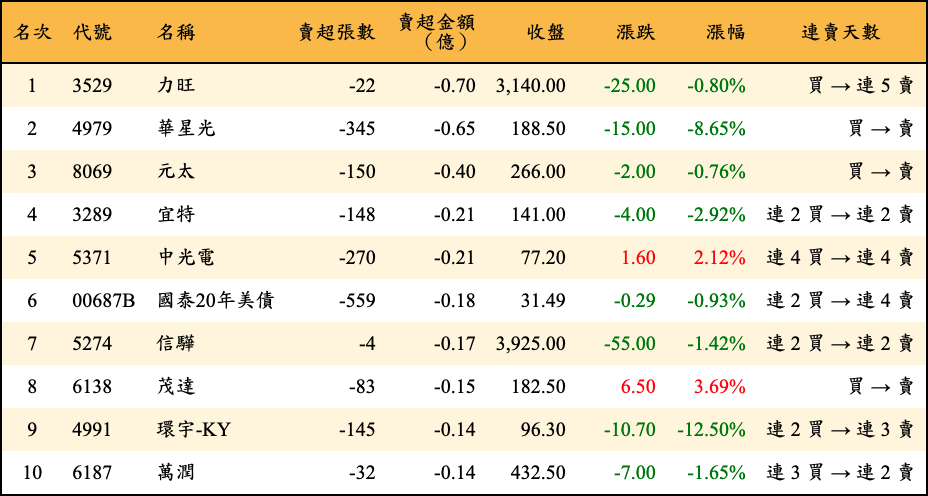 名次 代號 名稱 賣超張數 賣超金額（億） 收盤 漲跌 漲幅 連賣天數
1 3529 力旺 -22 -0.70 3,140.00 -25.00 -0.80% 買 → 連 5 賣
2 4979 華星光 -345 -0.65 188.50 -15.00 -8.65% 買 → 賣
3 8069 元太 -150 -0.40 266.00 -2.00 -0.76% 買 → 賣
4 3289 宜特 -148 -0.21 141.00 -4.00 -2.92% 連 2 買 → 連 2 賣
5 5371 中光電 -270 -0.21 77.20 1.60 2.12% 連 4 買 → 連 4 賣
6 00687B 國泰20年美債 -559 -0.18 31.49 -0.29 -0.93% 連 2 買 → 連 4 賣
7 5274 信驊 -4 -0.17 3,925.00 -55.00 -1.42% 連 2 買 → 連 2 賣
8 6138 茂達 -83 -0.15 182.50 6.50 3.69% 買 → 賣
9 4991 環宇-KY -145 -0.14 96.30 -10.70 -12.50% 連 2 買 → 連 3 賣
10 6187 萬潤 -32 -0.14 432.50 -7.00 -1.65% 連 3 買 → 連 2 賣